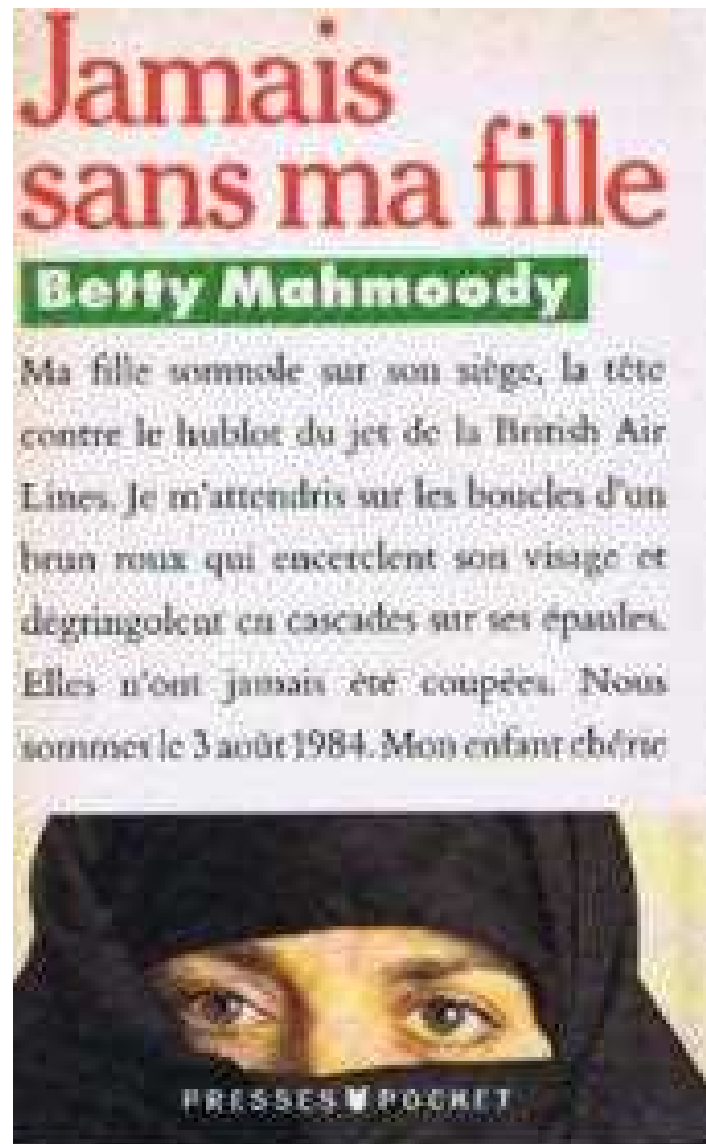 Jamais
sans ma fille
Betty Mahmoody
Ma fille somnole sur son siège, la tête
contre le hublot du jet de la British Air
Lines. Je m'attendris sur les boucles d'un
brun roux qui encerclent son visage et
dégringolent en cascades sur ses épaules.
Elles n'ont jamais été coupées. Nous
sommes le 3 août 1984. Mon enfant chérie
PRESSES POCKET